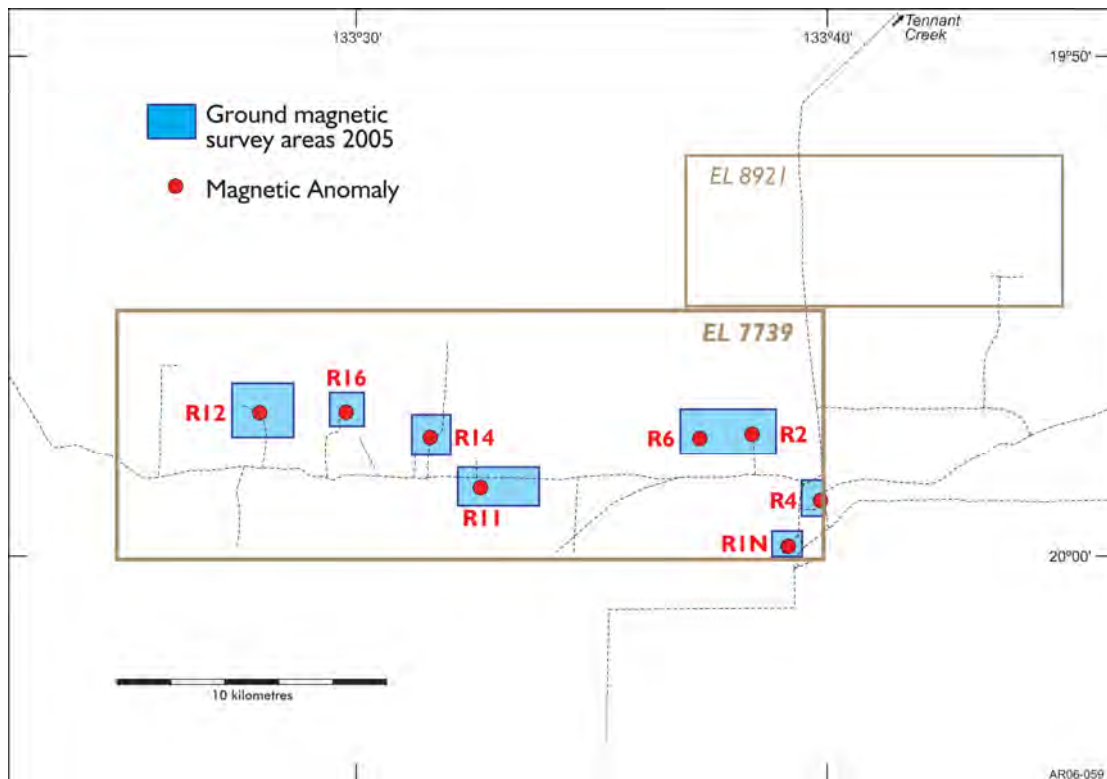 133°30'
133°40'
Tennant
Creek
19°50'
Ground magnetic
survey areas 2005
Magnetic Anomaly
EL 8921
EL 7739
R16
R12
R14
R6
R2
R11
R4
R1N
20°00'
10 kilometres
AR06-059